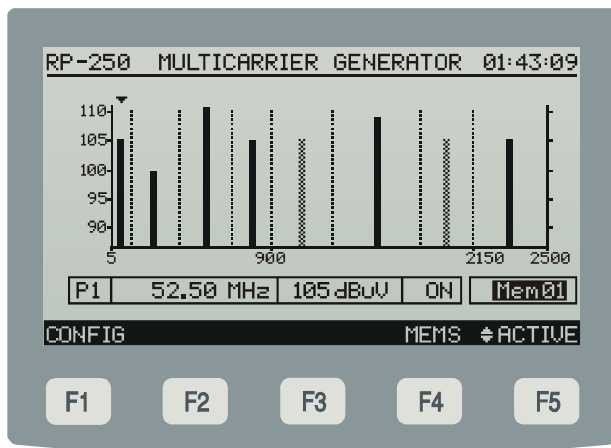 RP-250 MULTICARRIER GENERATOR 01:43:09
110
105
100
95
90
5 900 2150 2500
P1 52.50 MHz 105 dBuV ON Mem01
CONFIG MEMS ACTIVE
F1 F2 F3 F4 F5